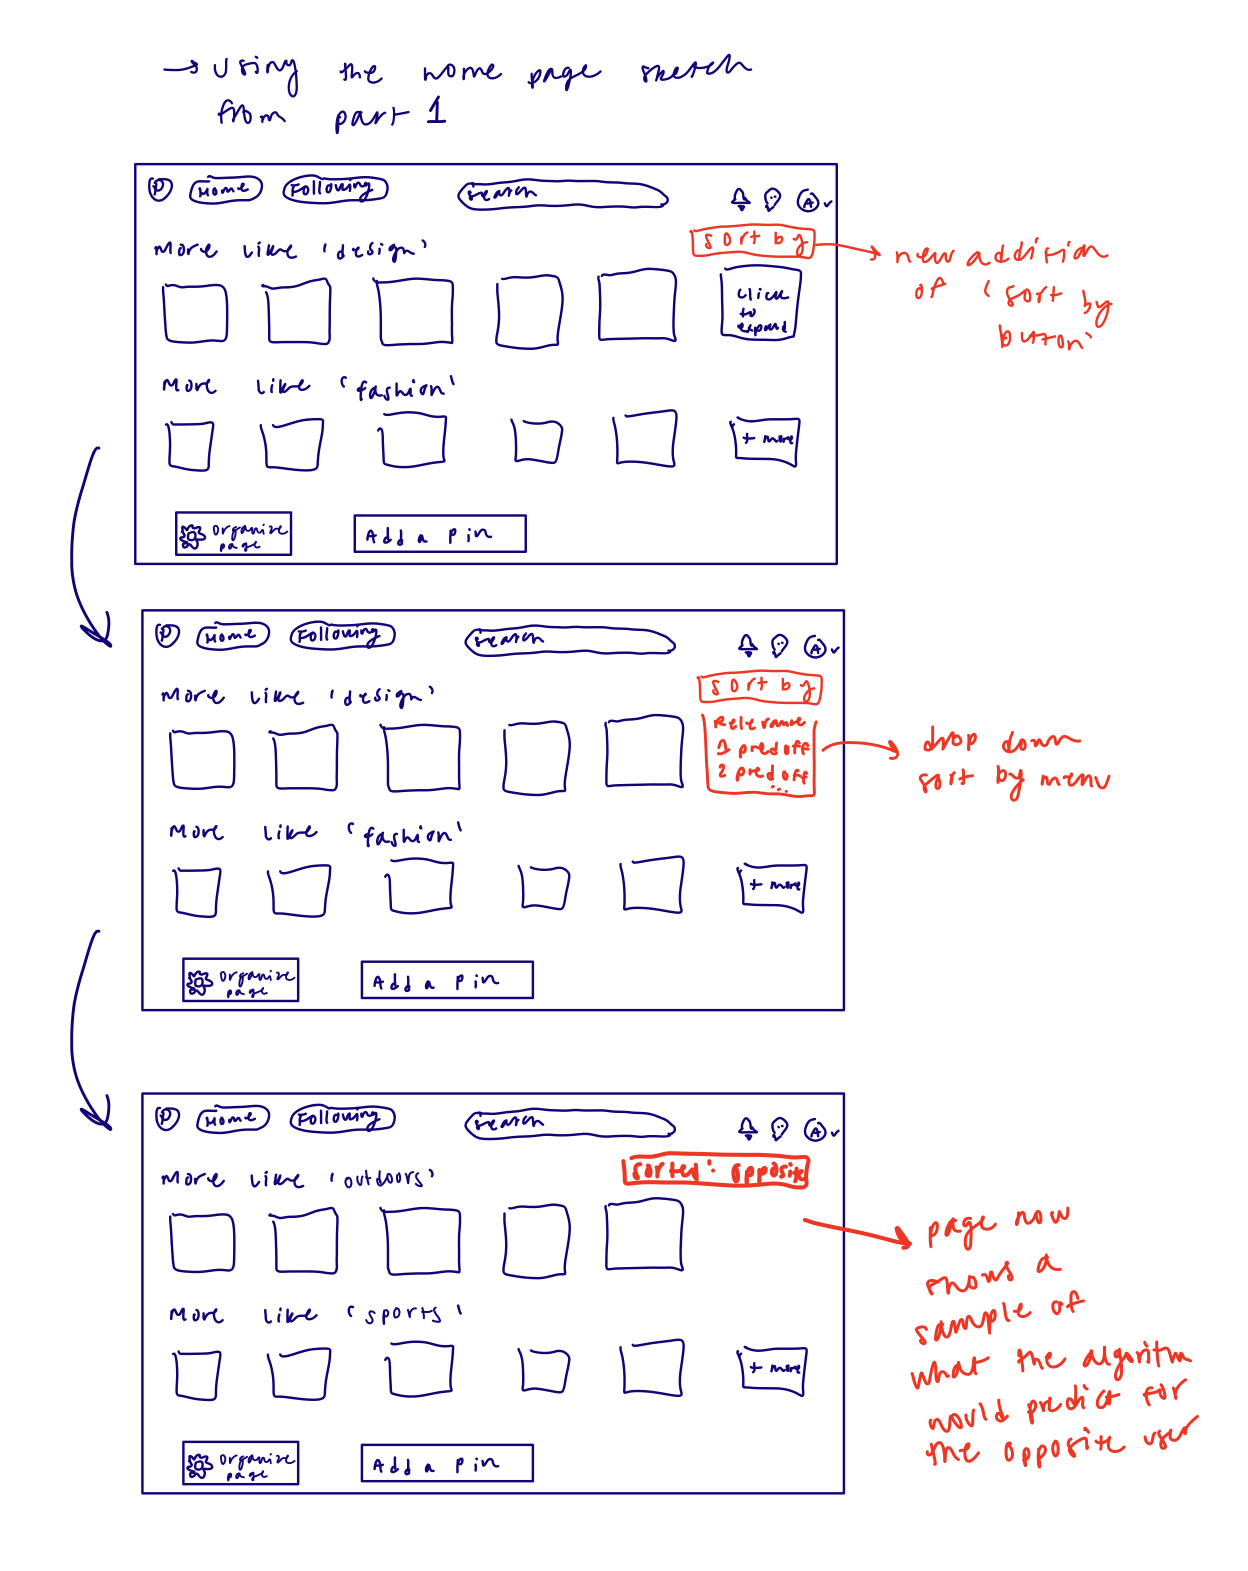 → using the home page sketch
from part 1
P Home Following search A
More like 'design'
sort by
→ new addition
of 'sort by
button'
click
to
expand
More like 'fashion'
+ more
organize
page
Add a pin
P Home Following search A
More like 'design'
sort by
Relevance
1 pred off
2 pred off
...
→ drop down
sort by menu
More like 'fashion'
+ more
organize
page
Add a pin
P Home Following search A
More like 'outdoors'
sorted: opposite
→ page now
shows a
sample of
what the algorithm
would predict for
the opposite user
More like 'sports'
+ more
organize
page
Add a pin